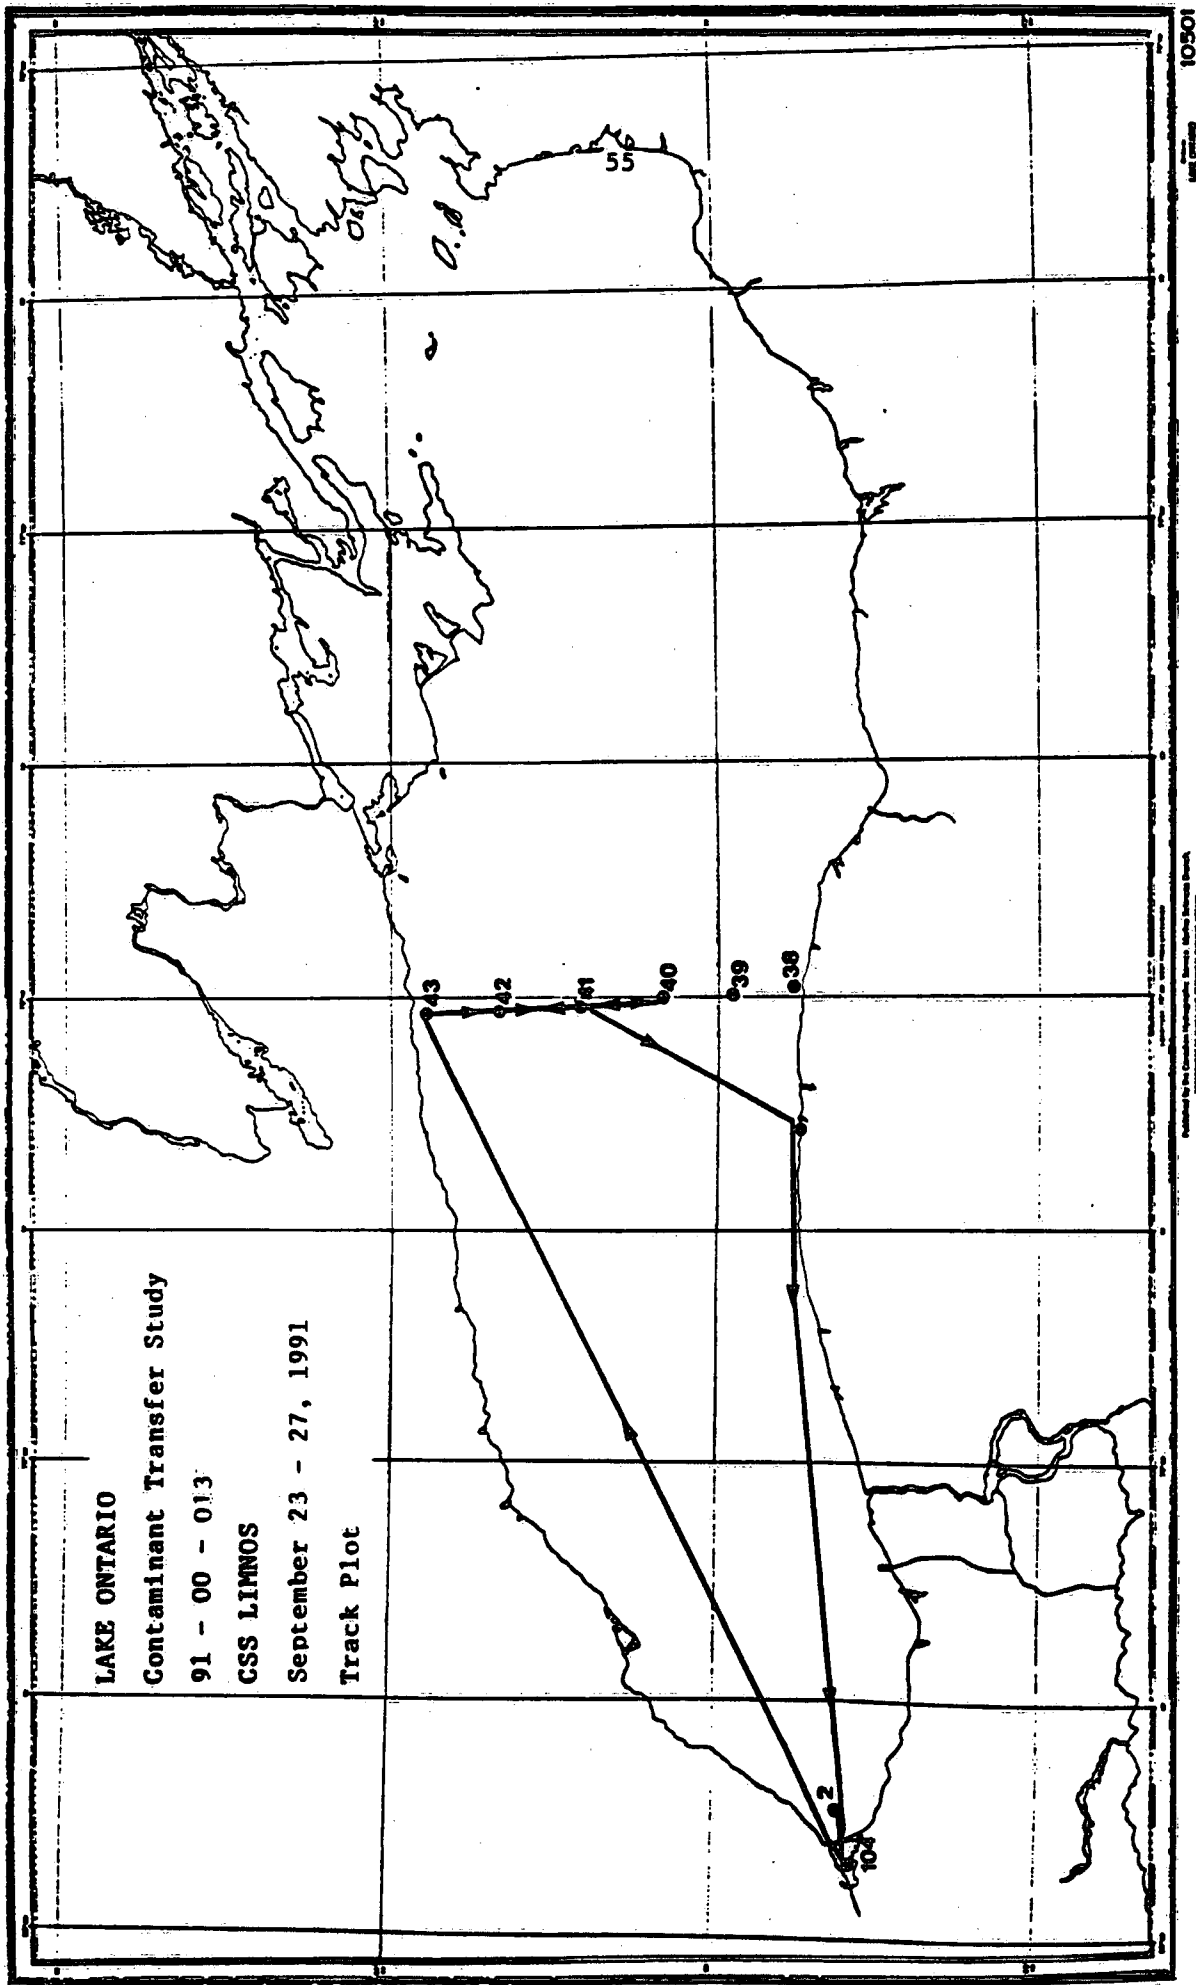 LAKE ONTARIO
Contaminant Transfer Study
91 - 00 - 013
CSS LIMNOS
September 23 - 27, 1991
Track Plot
43
42
41
40
39
38
2
104
55
10501